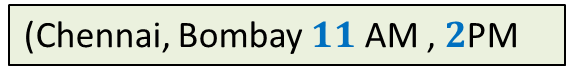 (Chennai, Bombay 11 AM , 2PM